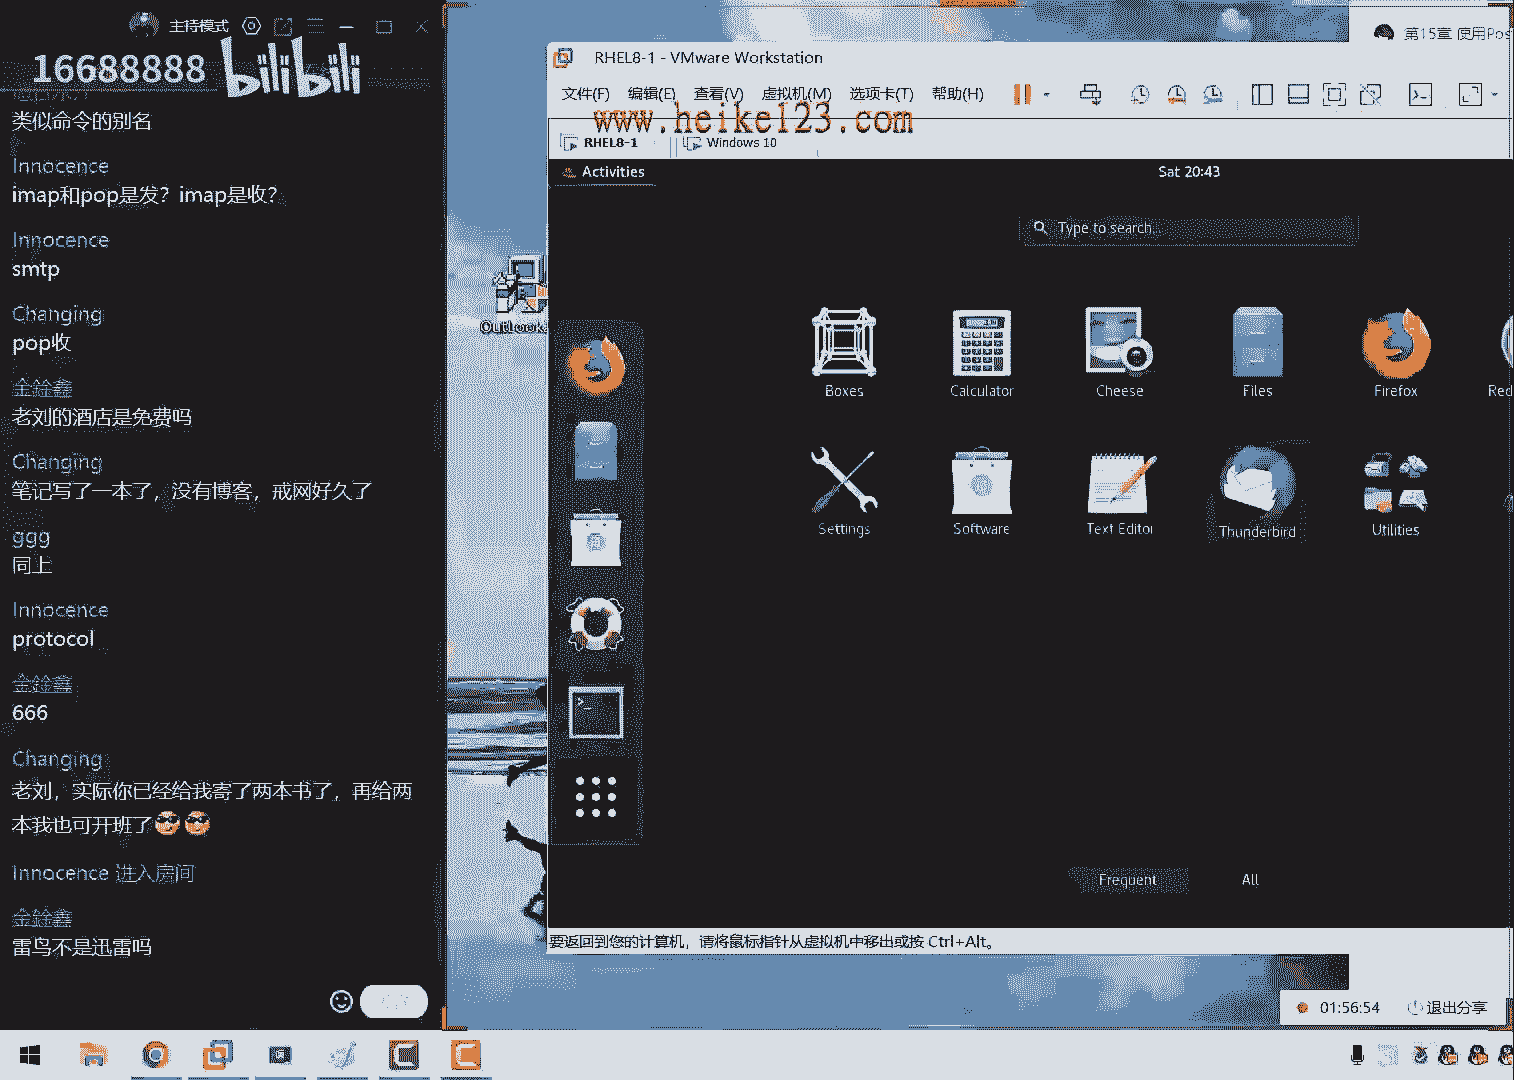 主持模式
16688888 bilibili
类似命令的别名
Innocence
imap和pop是发？imap是收？
Innocence
smtp
Changing
pop收
金鍂鑫
老刘的酒店是免费吗
Changing
笔记写了一本了，没有博客，戒网好久了
ggg
同上
Innocence
protocol
金鍂鑫
666
Changing
老刘，实际你已经给我寄了两本书了，再给两
本我也可开班了
Innocence 进入房间
金鍂鑫
雷鸟不是迅雷吗
Outlook
第15章 使用Pos
RHEL8-1 - VMware Workstation
文件(F) 编辑(E) 查看(V) 虚拟机(M) 选项卡(T) 帮助(H)
www.heike123.com
RHEL8-1 Windows 10
Activities Sat 20:43
Type to search...
Boxes Calculator Cheese Files Firefox Red
Settings Software Text Editor Thunderbird Utilities
Frequent All
要返回到您的计算机，请将鼠标指针从虚拟机中移出或按 Ctrl+Alt。
01:56:54 退出分享